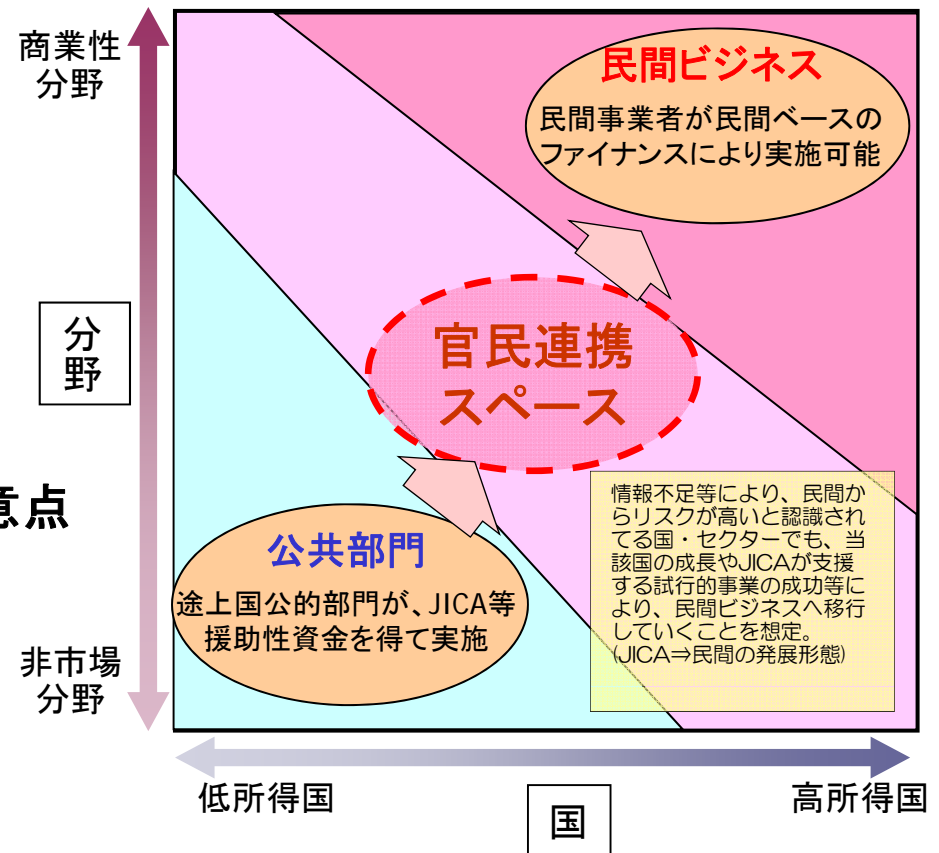 商業性
分野
民間ビジネス
民間事業者が民間ベースの
ファイナンスにより実施可能
分
野
官民連携
スペース
意点
公共部門
途上国公的部門が、JICA等
援助性資金を得て実施
情報不足等により、民間か
らリスクが高いと認識され
てる国・セクターでも、当
該国の成長やJICAが支援
する試行的事業の成功等に
より、民間ビジネスへ移行
していくことを想定。
(JICA⇒民間の発展形態)
非市場
分野
低所得国
国
高所得国